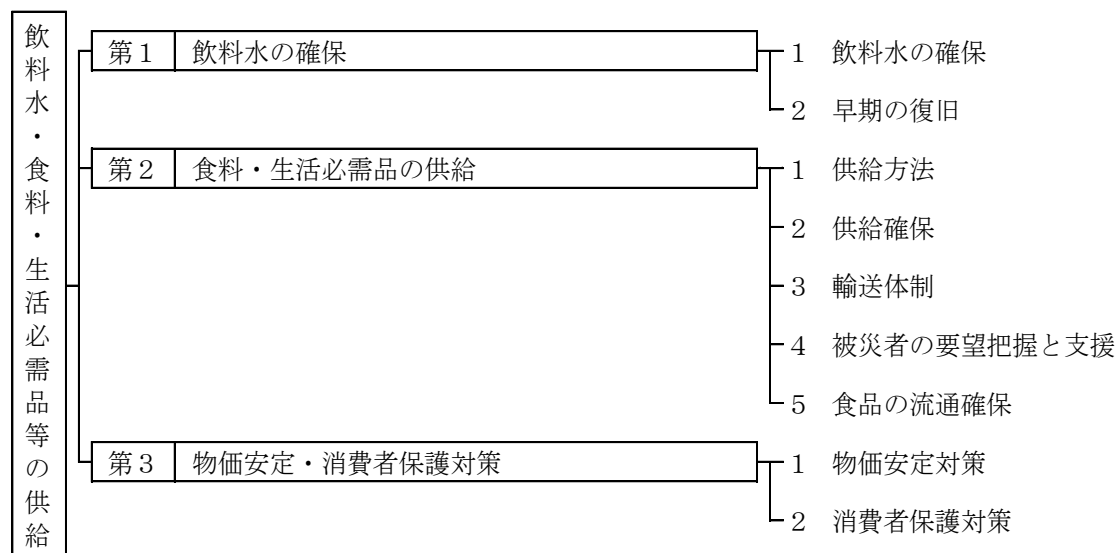 飲料水・食料・生活必需品等の供給
第１ 飲料水の確保
１ 飲料水の確保
２ 早期の復旧
第２ 食料・生活必需品の供給
１ 供給方法
２ 供給確保
３ 輸送体制
４ 被災者の要望把握と支援
５ 食品の流通確保
第３ 物価安定・消費者保護対策
１ 物価安定対策
２ 消費者保護対策